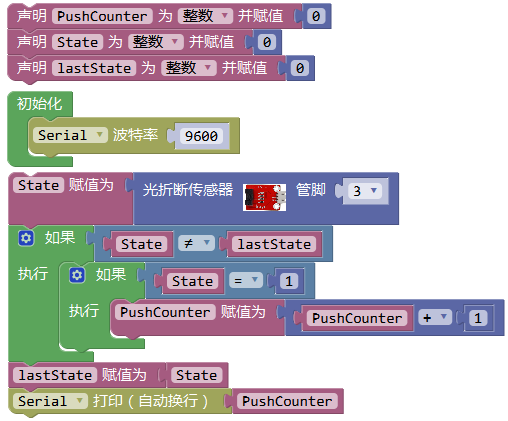 声明 PushCounter 为 整数 并赋值 0
声明 State 为 整数 并赋值 0
声明 lastState 为 整数 并赋值 0
初始化
Serial 波特率 9600
State 赋值为 光折断传感器 管脚 3
如果 State ≠ lastState
执行 如果 State = 1
执行 PushCounter 赋值为 PushCounter + 1
lastState 赋值为 State
Serial 打印（自动换行） PushCounter